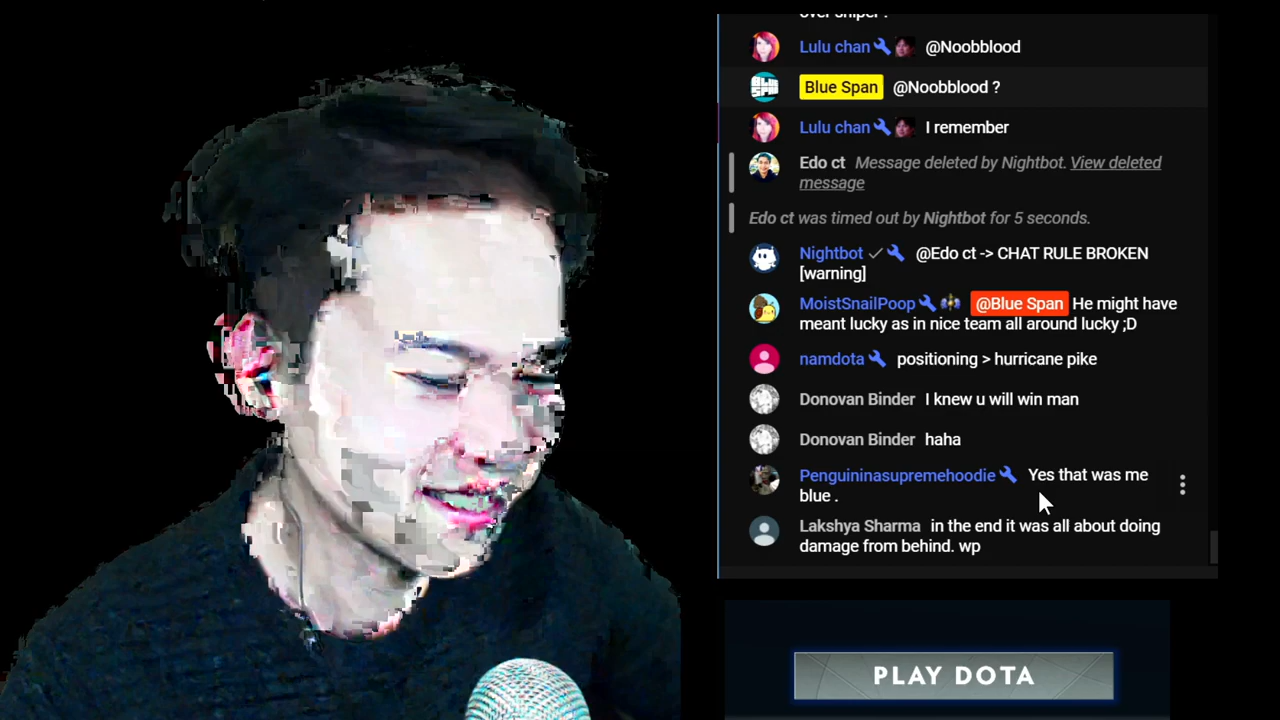 over sniper !
Lulu chan @Noobblood
Blue Span @Noobblood ?
Lulu chan I remember
Edo ct Message deleted by Nightbot. View deleted
message
Edo ct was timed out by Nightbot for 5 seconds.
Nightbot @Edo ct -> CHAT RULE BROKEN
[warning]
MoistSnailPoop @Blue Span He might have
meant lucky as in nice team all around lucky ;D
namdota positioning > hurricane pike
Donovan Binder I knew u will win man
Donovan Binder haha
Penguininasupremehoodie Yes that was me
blue .
Lakshya Sharma in the end it was all about doing
damage from behind. wp
PLAY DOTA